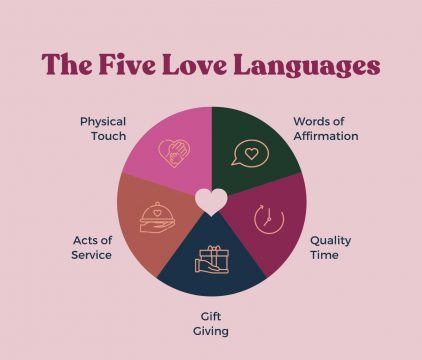 The Five Love Languages
Physical
Touch
Words of
Affirmation
Acts of
Service
Quality
Time
Gift
Giving